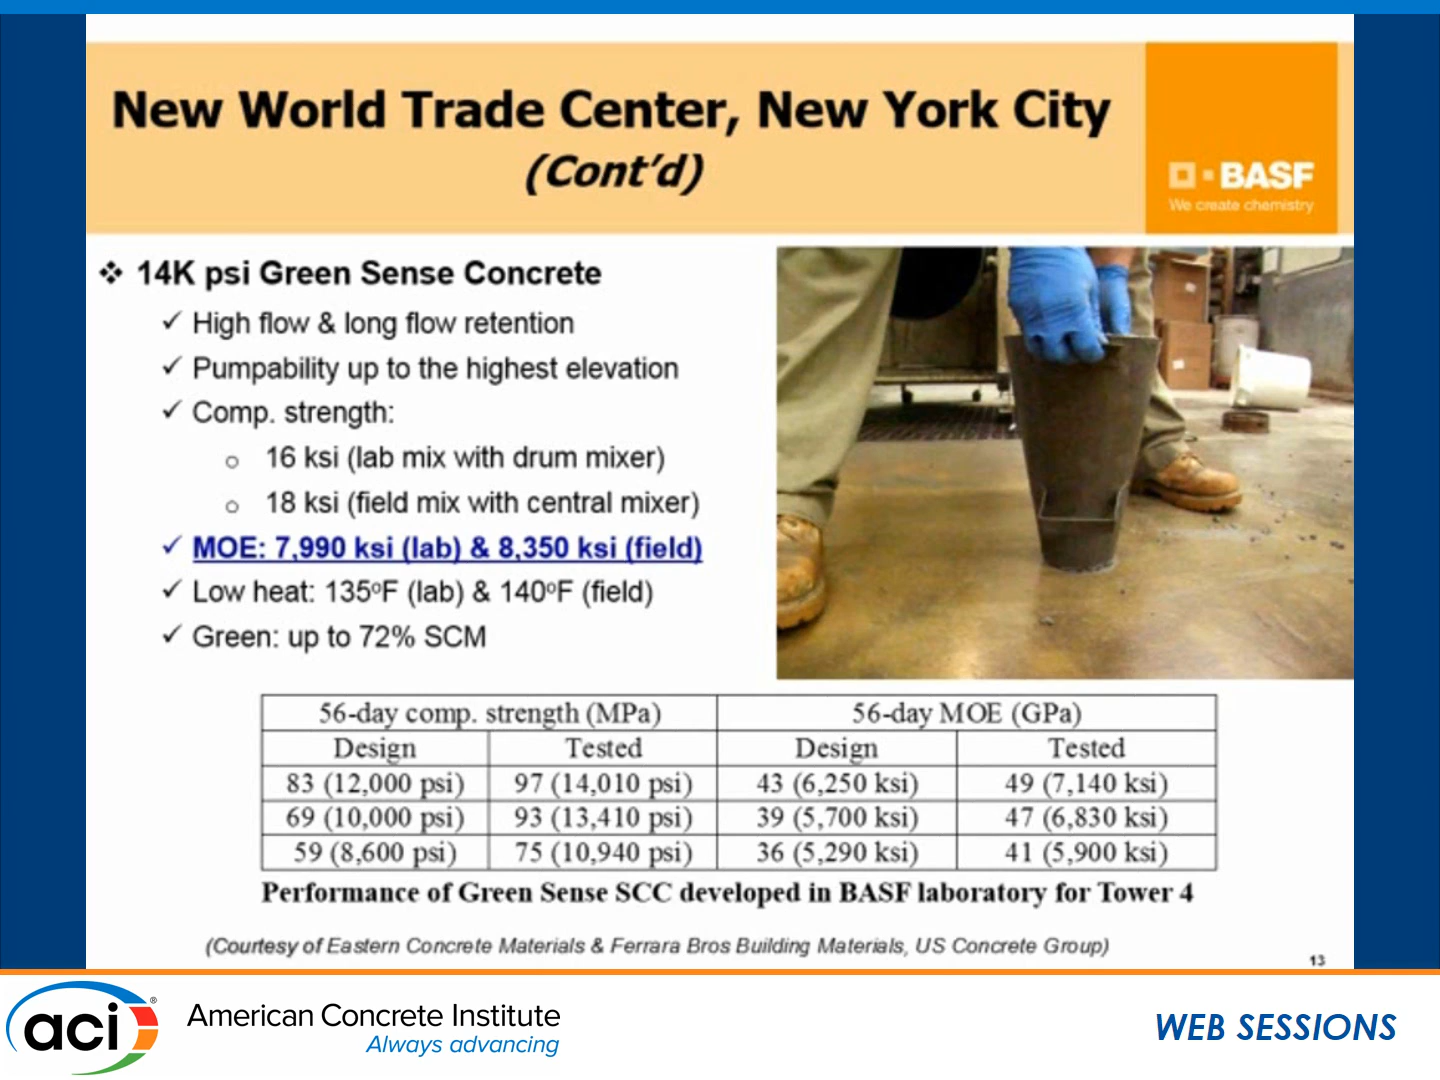 New World Trade Center, New York City
(Cont'd)
BASF
We create chemistry
❖ 14K psi Green Sense Concrete
✓ High flow & long flow retention
✓ Pumpability up to the highest elevation
✓ Comp. strength:
o 16 ksi (lab mix with drum mixer)
o 18 ksi (field mix with central mixer)
✓ MOE: 7,990 ksi (lab) & 8,350 ksi (field)
✓ Low heat: 135ºF (lab) & 140ºF (field)
✓ Green: up to 72% SCM
56-day comp. strength (MPa) 56-day MOE (GPa)
Design Tested Design Tested
83 (12,000 psi) 97 (14,010 psi) 43 (6,250 ksi) 49 (7,140 ksi)
69 (10,000 psi) 93 (13,410 psi) 39 (5,700 ksi) 47 (6,830 ksi)
59 (8,600 psi) 75 (10,940 psi) 36 (5,290 ksi) 41 (5,900 ksi)
Performance of Green Sense SCC developed in BASF laboratory for Tower 4
(Courtesy of Eastern Concrete Materials & Ferrara Bros Building Materials, US Concrete Group)
13
aci®
American Concrete Institute
Always advancing
WEB SESSIONS